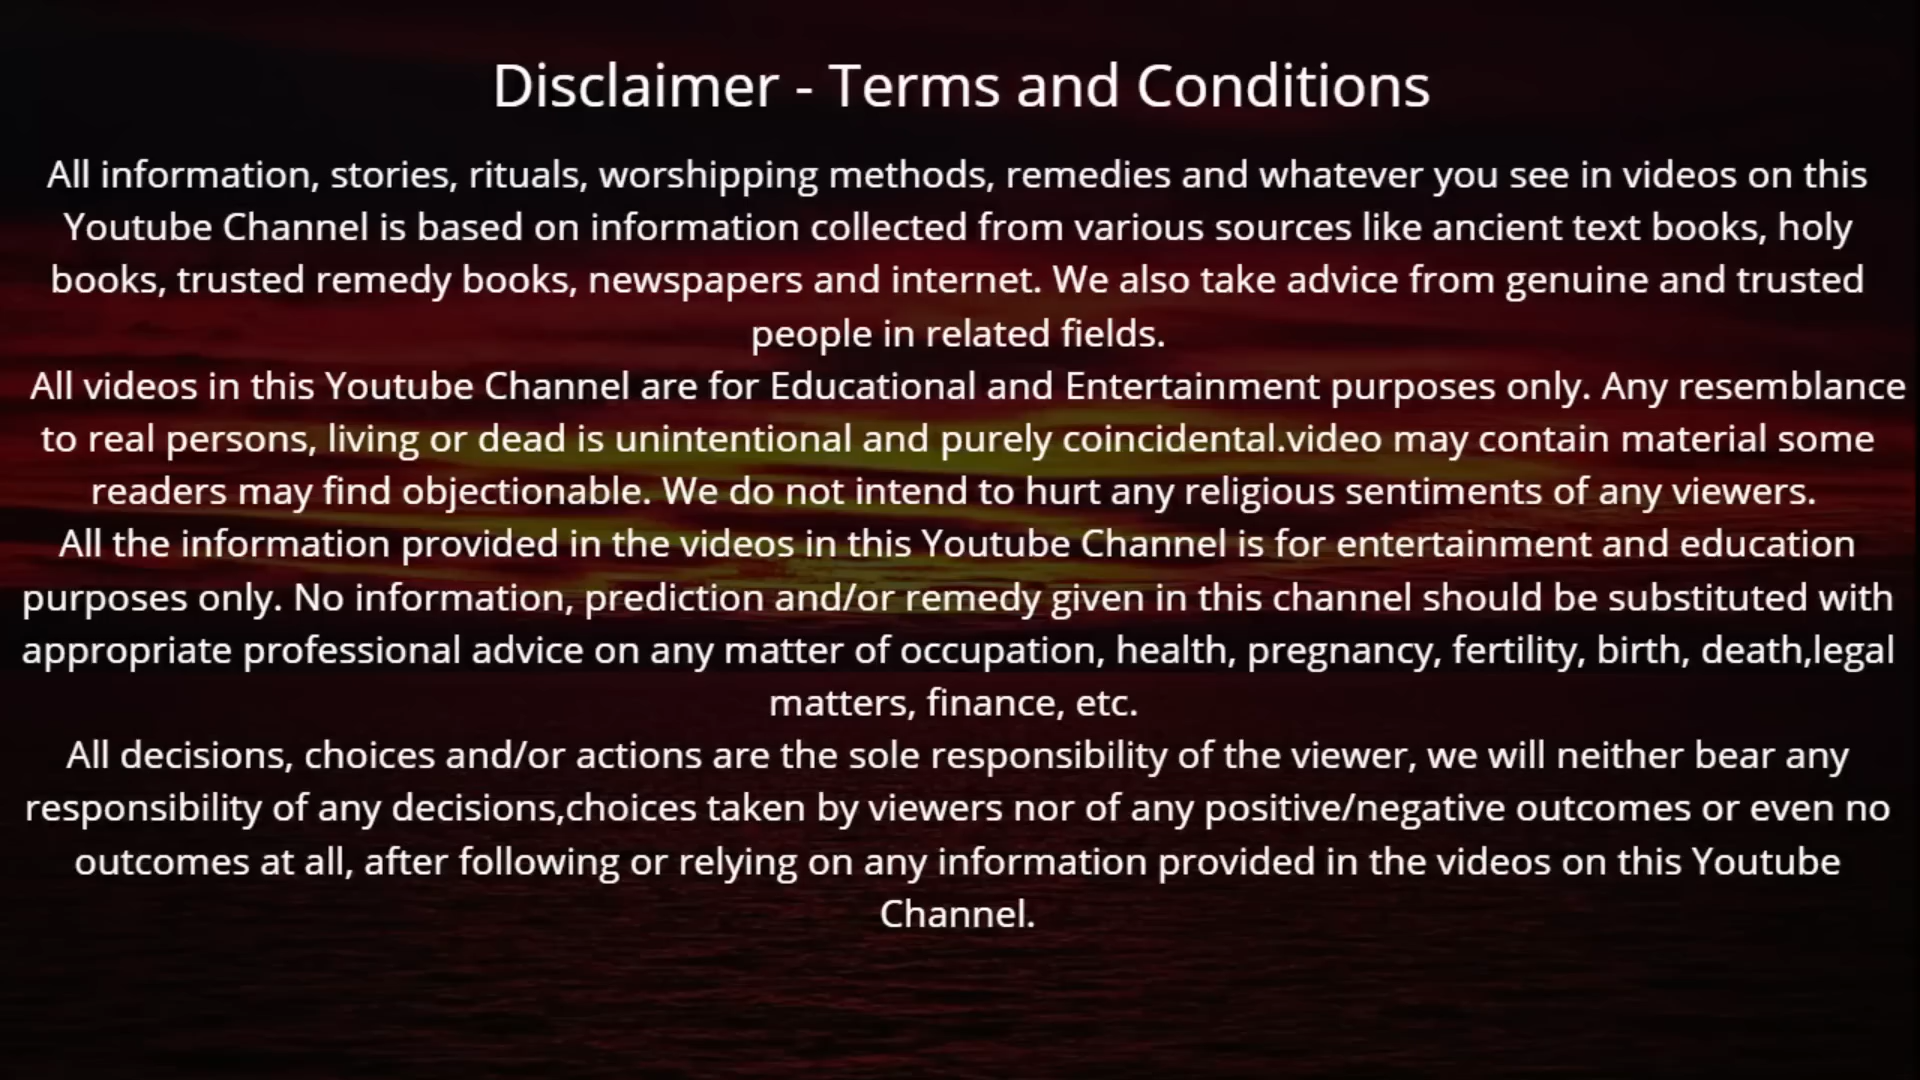 Disclaimer - Terms and Conditions
All information, stories, rituals, worshipping methods, remedies and whatever you see in videos on this
Youtube Channel is based on information collected from various sources like ancient text books, holy
books, trusted remedy books, newspapers and internet. We also take advice from genuine and trusted
people in related fields.
All videos in this Youtube Channel are for Educational and Entertainment purposes only. Any resemblance
to real persons, living or dead is unintentional and purely coincidental.video may contain material some
readers may find objectionable. We do not intend to hurt any religious sentiments of any viewers.
All the information provided in the videos in this Youtube Channel is for entertainment and education
purposes only. No information, prediction and/or remedy given in this channel should be substituted with
appropriate professional advice on any matter of occupation, health, pregnancy, fertility, birth, death,legal
matters, finance, etc.
All decisions, choices and/or actions are the sole responsibility of the viewer, we will neither bear any
responsibility of any decisions,choices taken by viewers nor of any positive/negative outcomes or even no
outcomes at all, after following or relying on any information provided in the videos on this Youtube
Channel.